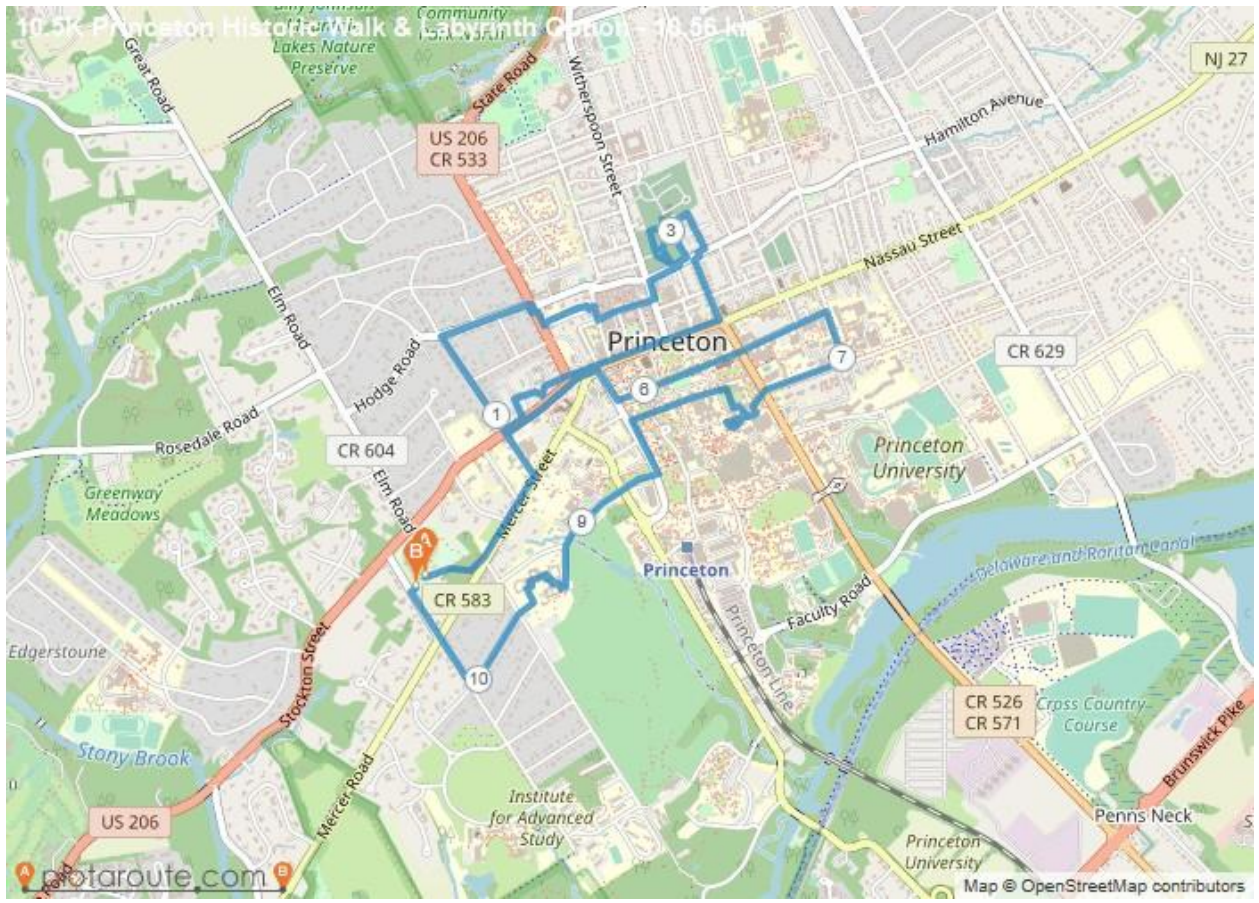 10.5K Princeton Historic Walk & Labyrinth Option - 10.56 km
Community
Lakes Nature
Preserve
Great Road
State Road
Witherspoon Street
NJ 27
US 206
CR 533
Hamilton Avenue
3
Nassau Street
Elm Road
Princeton
Hodge Road
7
CR 629
6
1
Rosedale Road
CR 604
Princeton
University
Greenway
Meadows
Elm Road
Mercer Street
9
A
B
Princeton
Delaware and Raritan Canal
CR 583
Faculty Road
Princeton Line
Edgerstoune
Stockton Street
10
CR 526
CR 571
Cross Country
Course
Stony Brook
Brunswick Pike
Mercer Road
Institute
for Advanced
Study
US 206
Penns Neck
Princeton
University
A
B
plotaroute.com
Road
Map © OpenStreetMap contributors